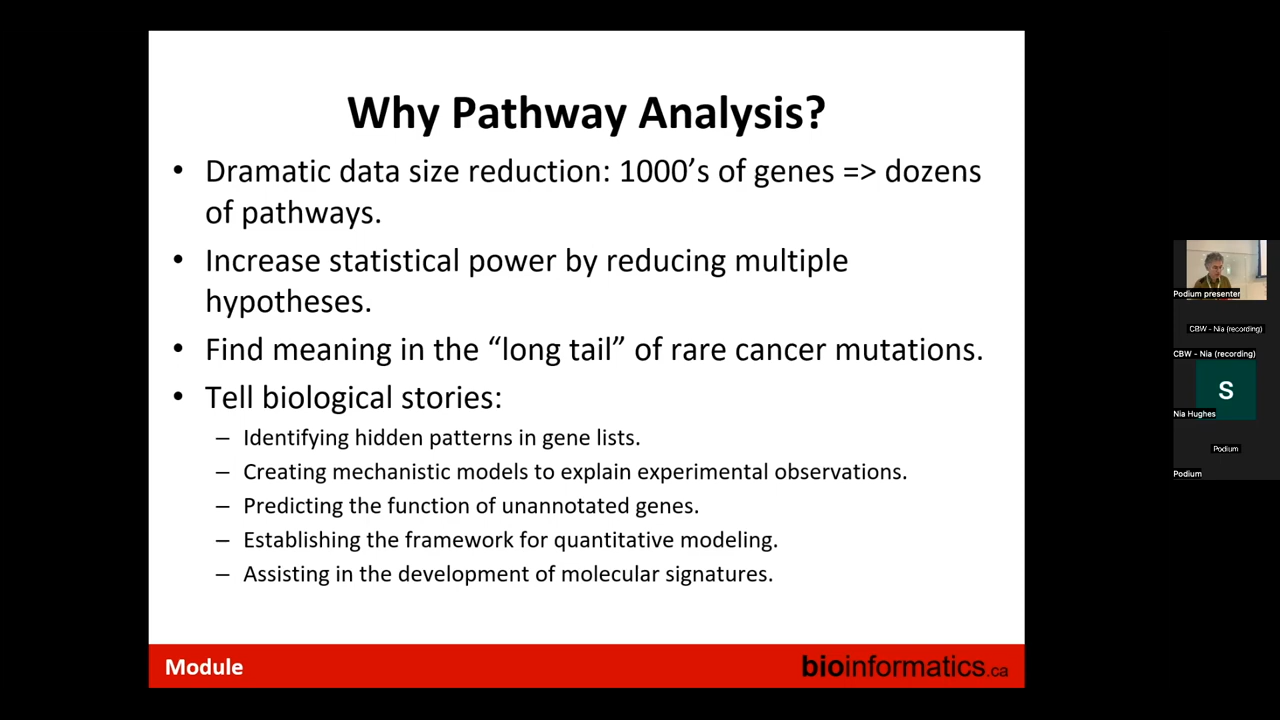 Why Pathway Analysis?
• Dramatic data size reduction: 1000’s of genes => dozens
of pathways.
• Increase statistical power by reducing multiple
hypotheses.
• Find meaning in the “long tail” of rare cancer mutations.
• Tell biological stories:
– Identifying hidden patterns in gene lists.
– Creating mechanistic models to explain experimental observations.
– Predicting the function of unannotated genes.
– Establishing the framework for quantitative modeling.
– Assisting in the development of molecular signatures.
Module
bioinformatics.ca
Podium presenter
CBW - Nia (recording)
CBW - Nia (recording)
S
Nia Hughes
Podium
Podium